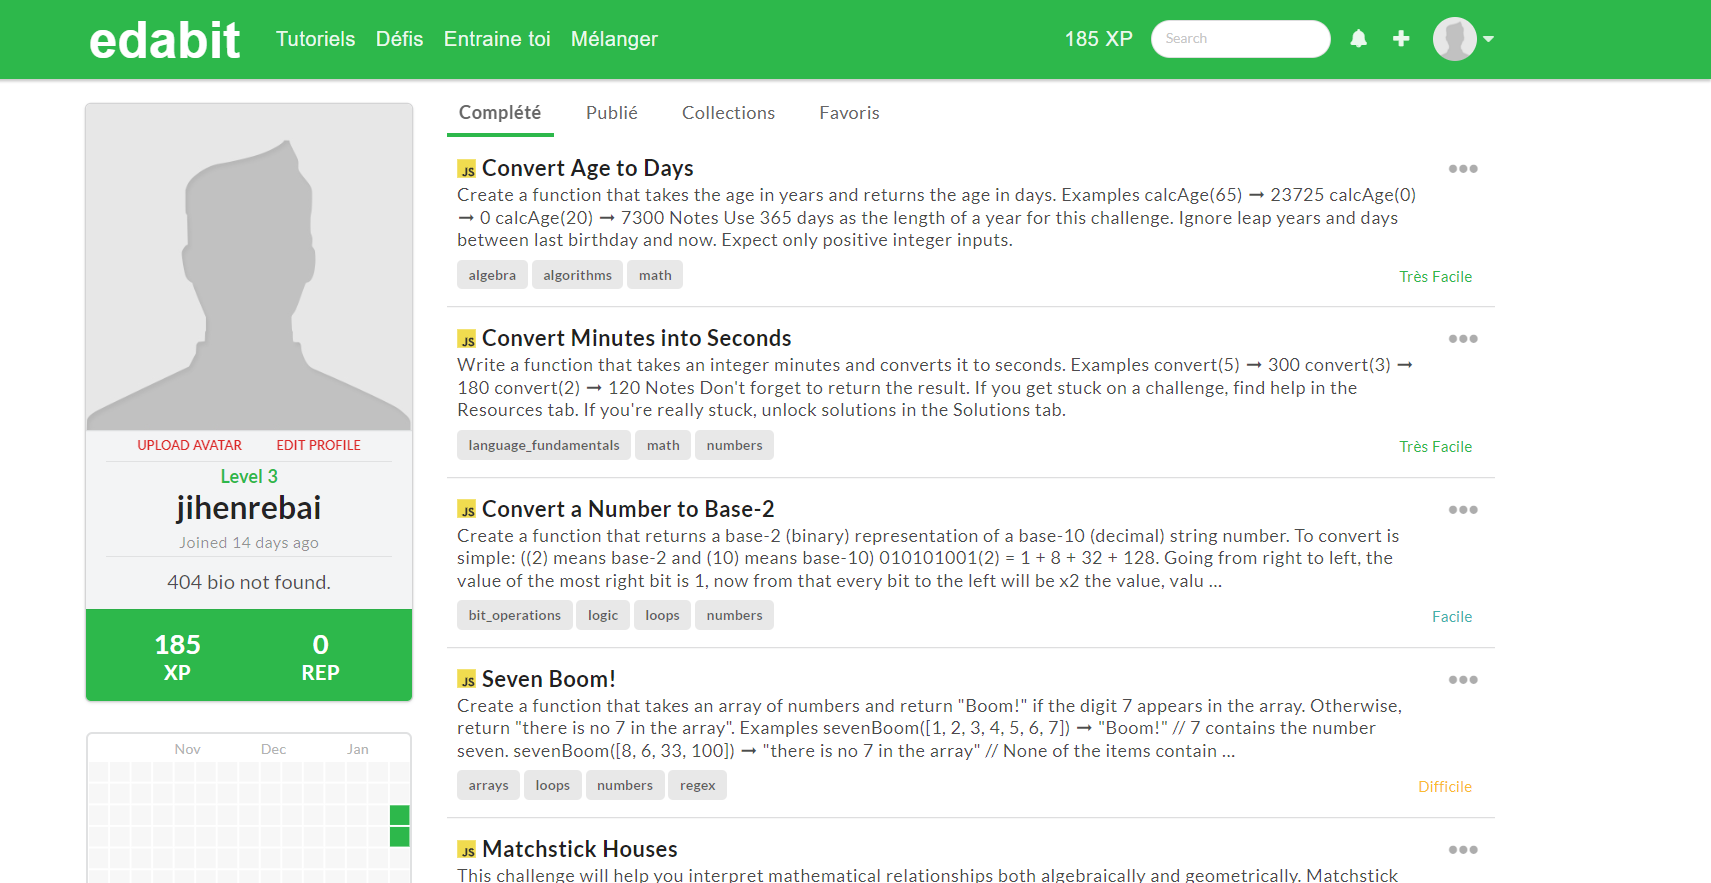 edabit
Tutoriels Défis Entraine toi Mélanger
185 XP
Search
UPLOAD AVATAR EDIT PROFILE
Level 3
jihenrebai
Joined 14 days ago
404 bio not found.
185 0
XP REP
Nov Dec Jan
Complété Publié Collections Favoris
JS Convert Age to Days
Create a function that takes the age in years and returns the age in days. Examples calcAge(65) ➞ 23725 calcAge(0)
➞ 0 calcAge(20) ➞ 7300 Notes Use 365 days as the length of a year for this challenge. Ignore leap years and days
between last birthday and now. Expect only positive integer inputs.
algebra algorithms math
Très Facile
JS Convert Minutes into Seconds
Write a function that takes an integer minutes and converts it to seconds. Examples convert(5) ➞ 300 convert(3) ➞
180 convert(2) ➞ 120 Notes Don't forget to return the result. If you get stuck on a challenge, find help in the
Resources tab. If you're really stuck, unlock solutions in the Solutions tab.
language_fundamentals math numbers
Très Facile
JS Convert a Number to Base-2
Create a function that returns a base-2 (binary) representation of a base-10 (decimal) string number. To convert is
simple: ((2) means base-2 and (10) means base-10) 010101001(2) = 1 + 8 + 32 + 128. Going from right to left, the
value of the most right bit is 1, now from that every bit to the left will be x2 the value, valu ...
bit_operations logic loops numbers
Facile
JS Seven Boom!
Create a function that takes an array of numbers and return "Boom!" if the digit 7 appears in the array. Otherwise,
return "there is no 7 in the array". Examples sevenBoom([1, 2, 3, 4, 5, 6, 7]) ➞ "Boom!" // 7 contains the number
seven. sevenBoom([8, 6, 33, 100]) ➞ "there is no 7 in the array" // None of the items contain ...
arrays loops numbers regex
Difficile
JS Matchstick Houses
This challenge will help you interpret mathematical relationships both algebraically and geometrically. Matchstick